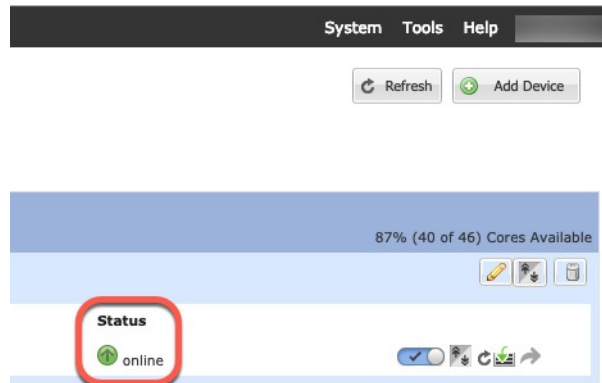 System Tools Help
Refresh Add Device
87% (40 of 46) Cores Available
Status
online